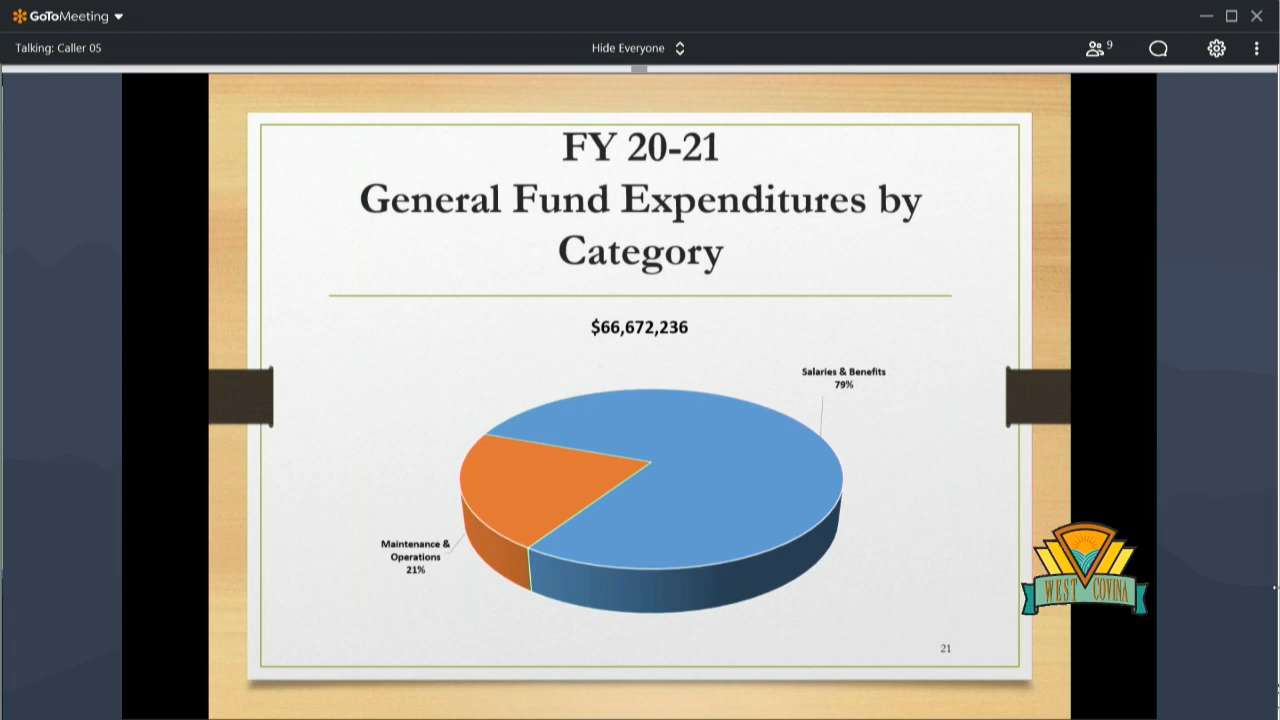 GoToMeeting
Talking: Caller 05
Hide Everyone
9
FY 20-21
General Fund Expenditures by
Category
$66,672,236
Salaries & Benefits
79%
Maintenance &
Operations
21%
WEST COVINA
21